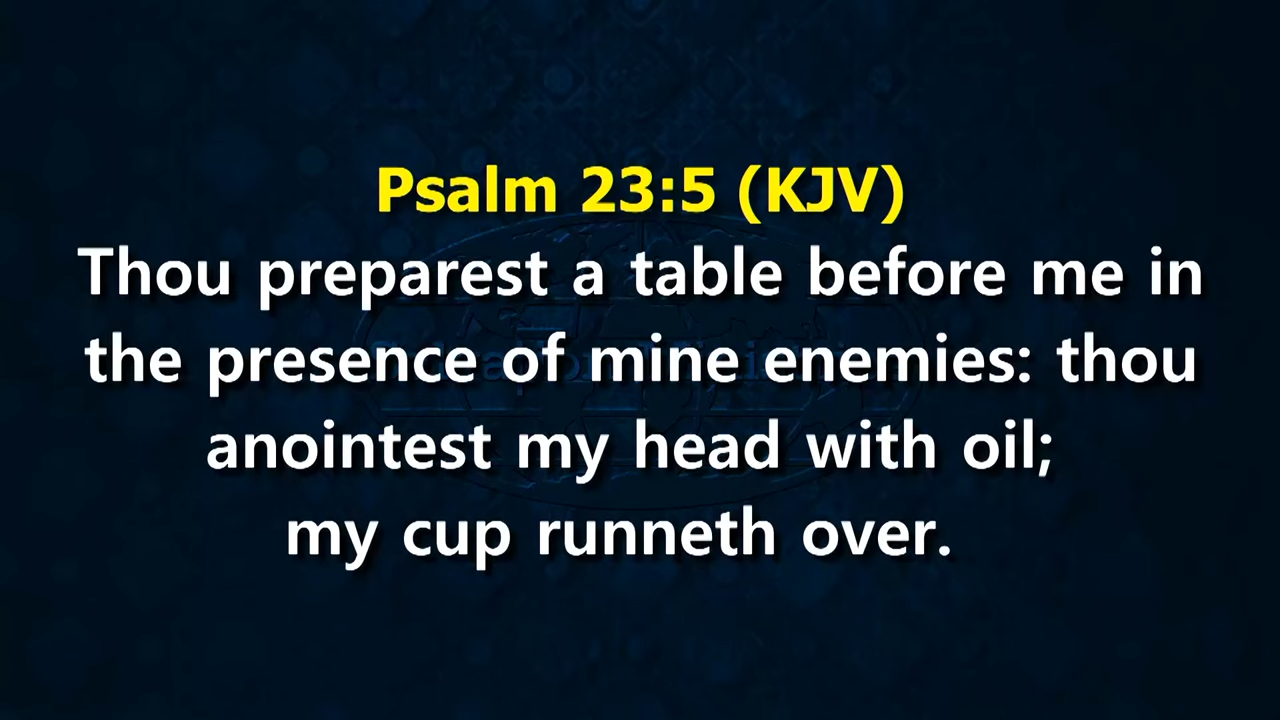 Psalm 23:5 (KJV)
Thou preparest a table before me in
the presence of mine enemies: thou
anointest my head with oil;
my cup runneth over.